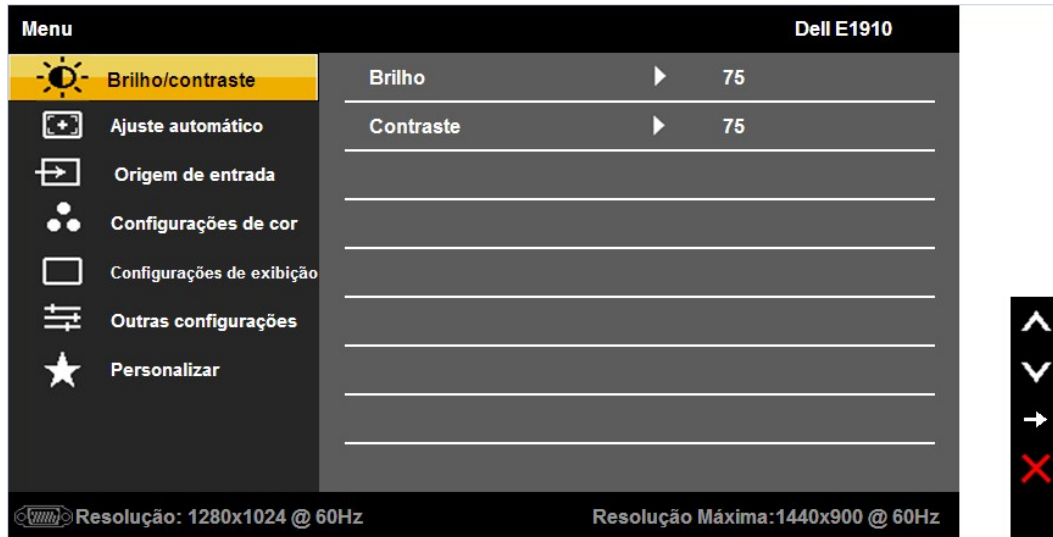 Menu Dell E1910
Brilho/contraste Brilho 75
Ajuste automático Contraste 75
Origem de entrada
Configurações de cor
Configurações de exibição
Outras configurações
Personalizar
Resolução: 1280x1024 @ 60Hz Resolução Máxima:1440x900 @ 60Hz